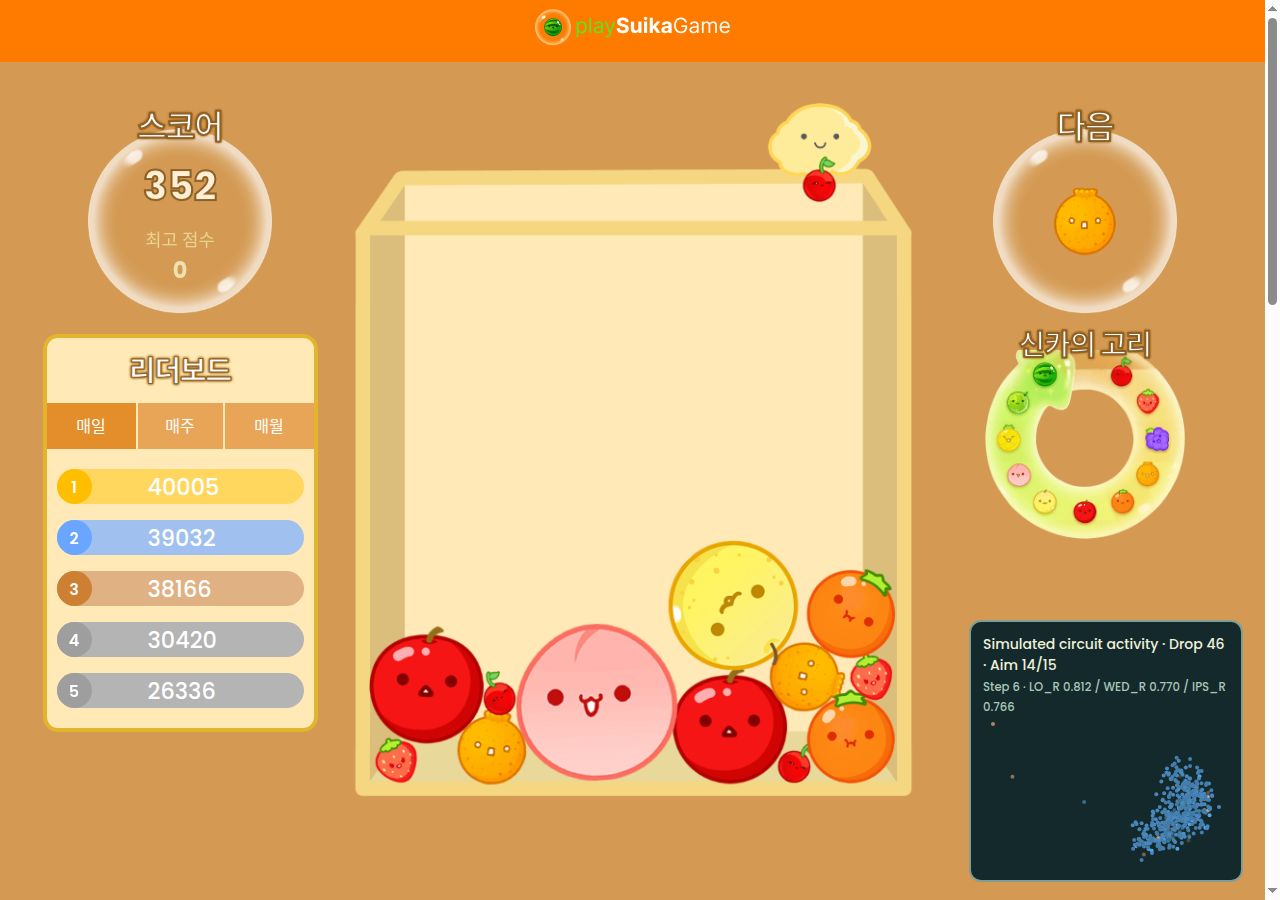 playSuikaGame
스코어
352
최고 점수
0
리더보드
매일 매주 매월
1 40005
2 39032
3 38166
4 30420
5 26336
다음
신카의 고리
Simulated circuit activity · Drop 46
· Aim 14/15
Step 6 · LO_R 0.812 / WED_R 0.770 / IPS_R
0.766